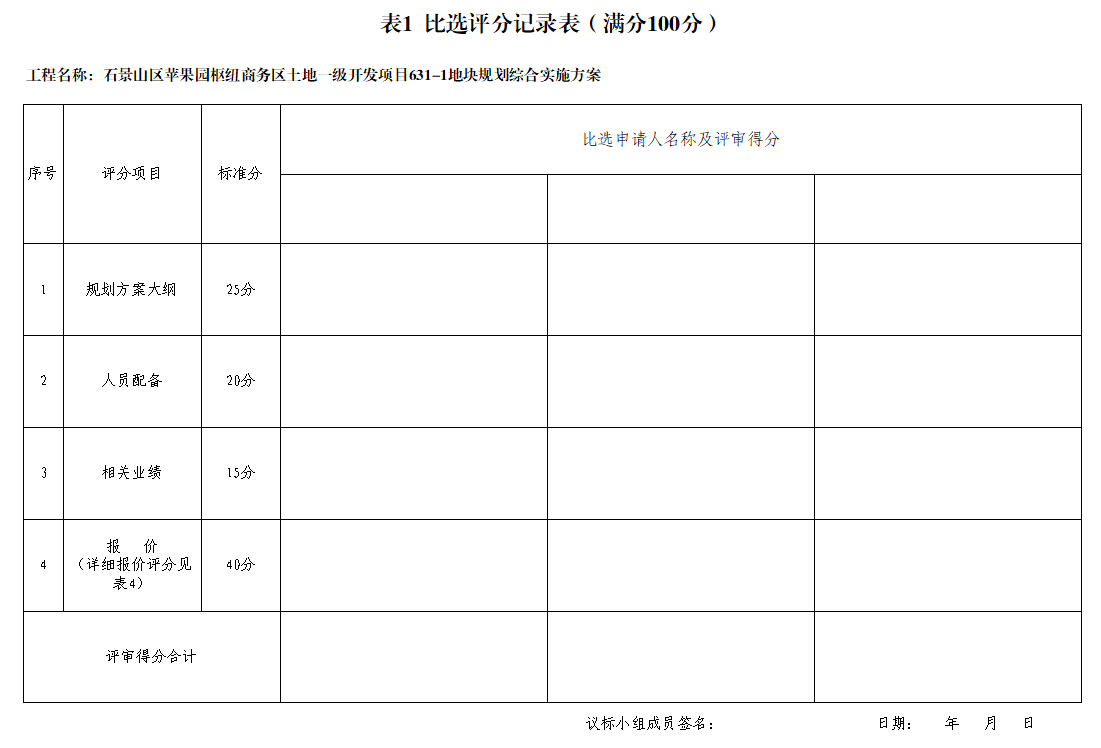 表1 比选评分记录表（满分100分）
工程名称：石景山区苹果园枢纽商务区土地一级开发项目631-1地块规划综合实施方案
序号 评分项目 标准分 比选申请人名称及评审得分
1 规划方案大纲 25分
2 人员配备 20分
3 相关业绩 15分
4 报 价
（详细报价评分见
表4） 40分
评审得分合计
议标小组成员签名： 日期： 年 月 日